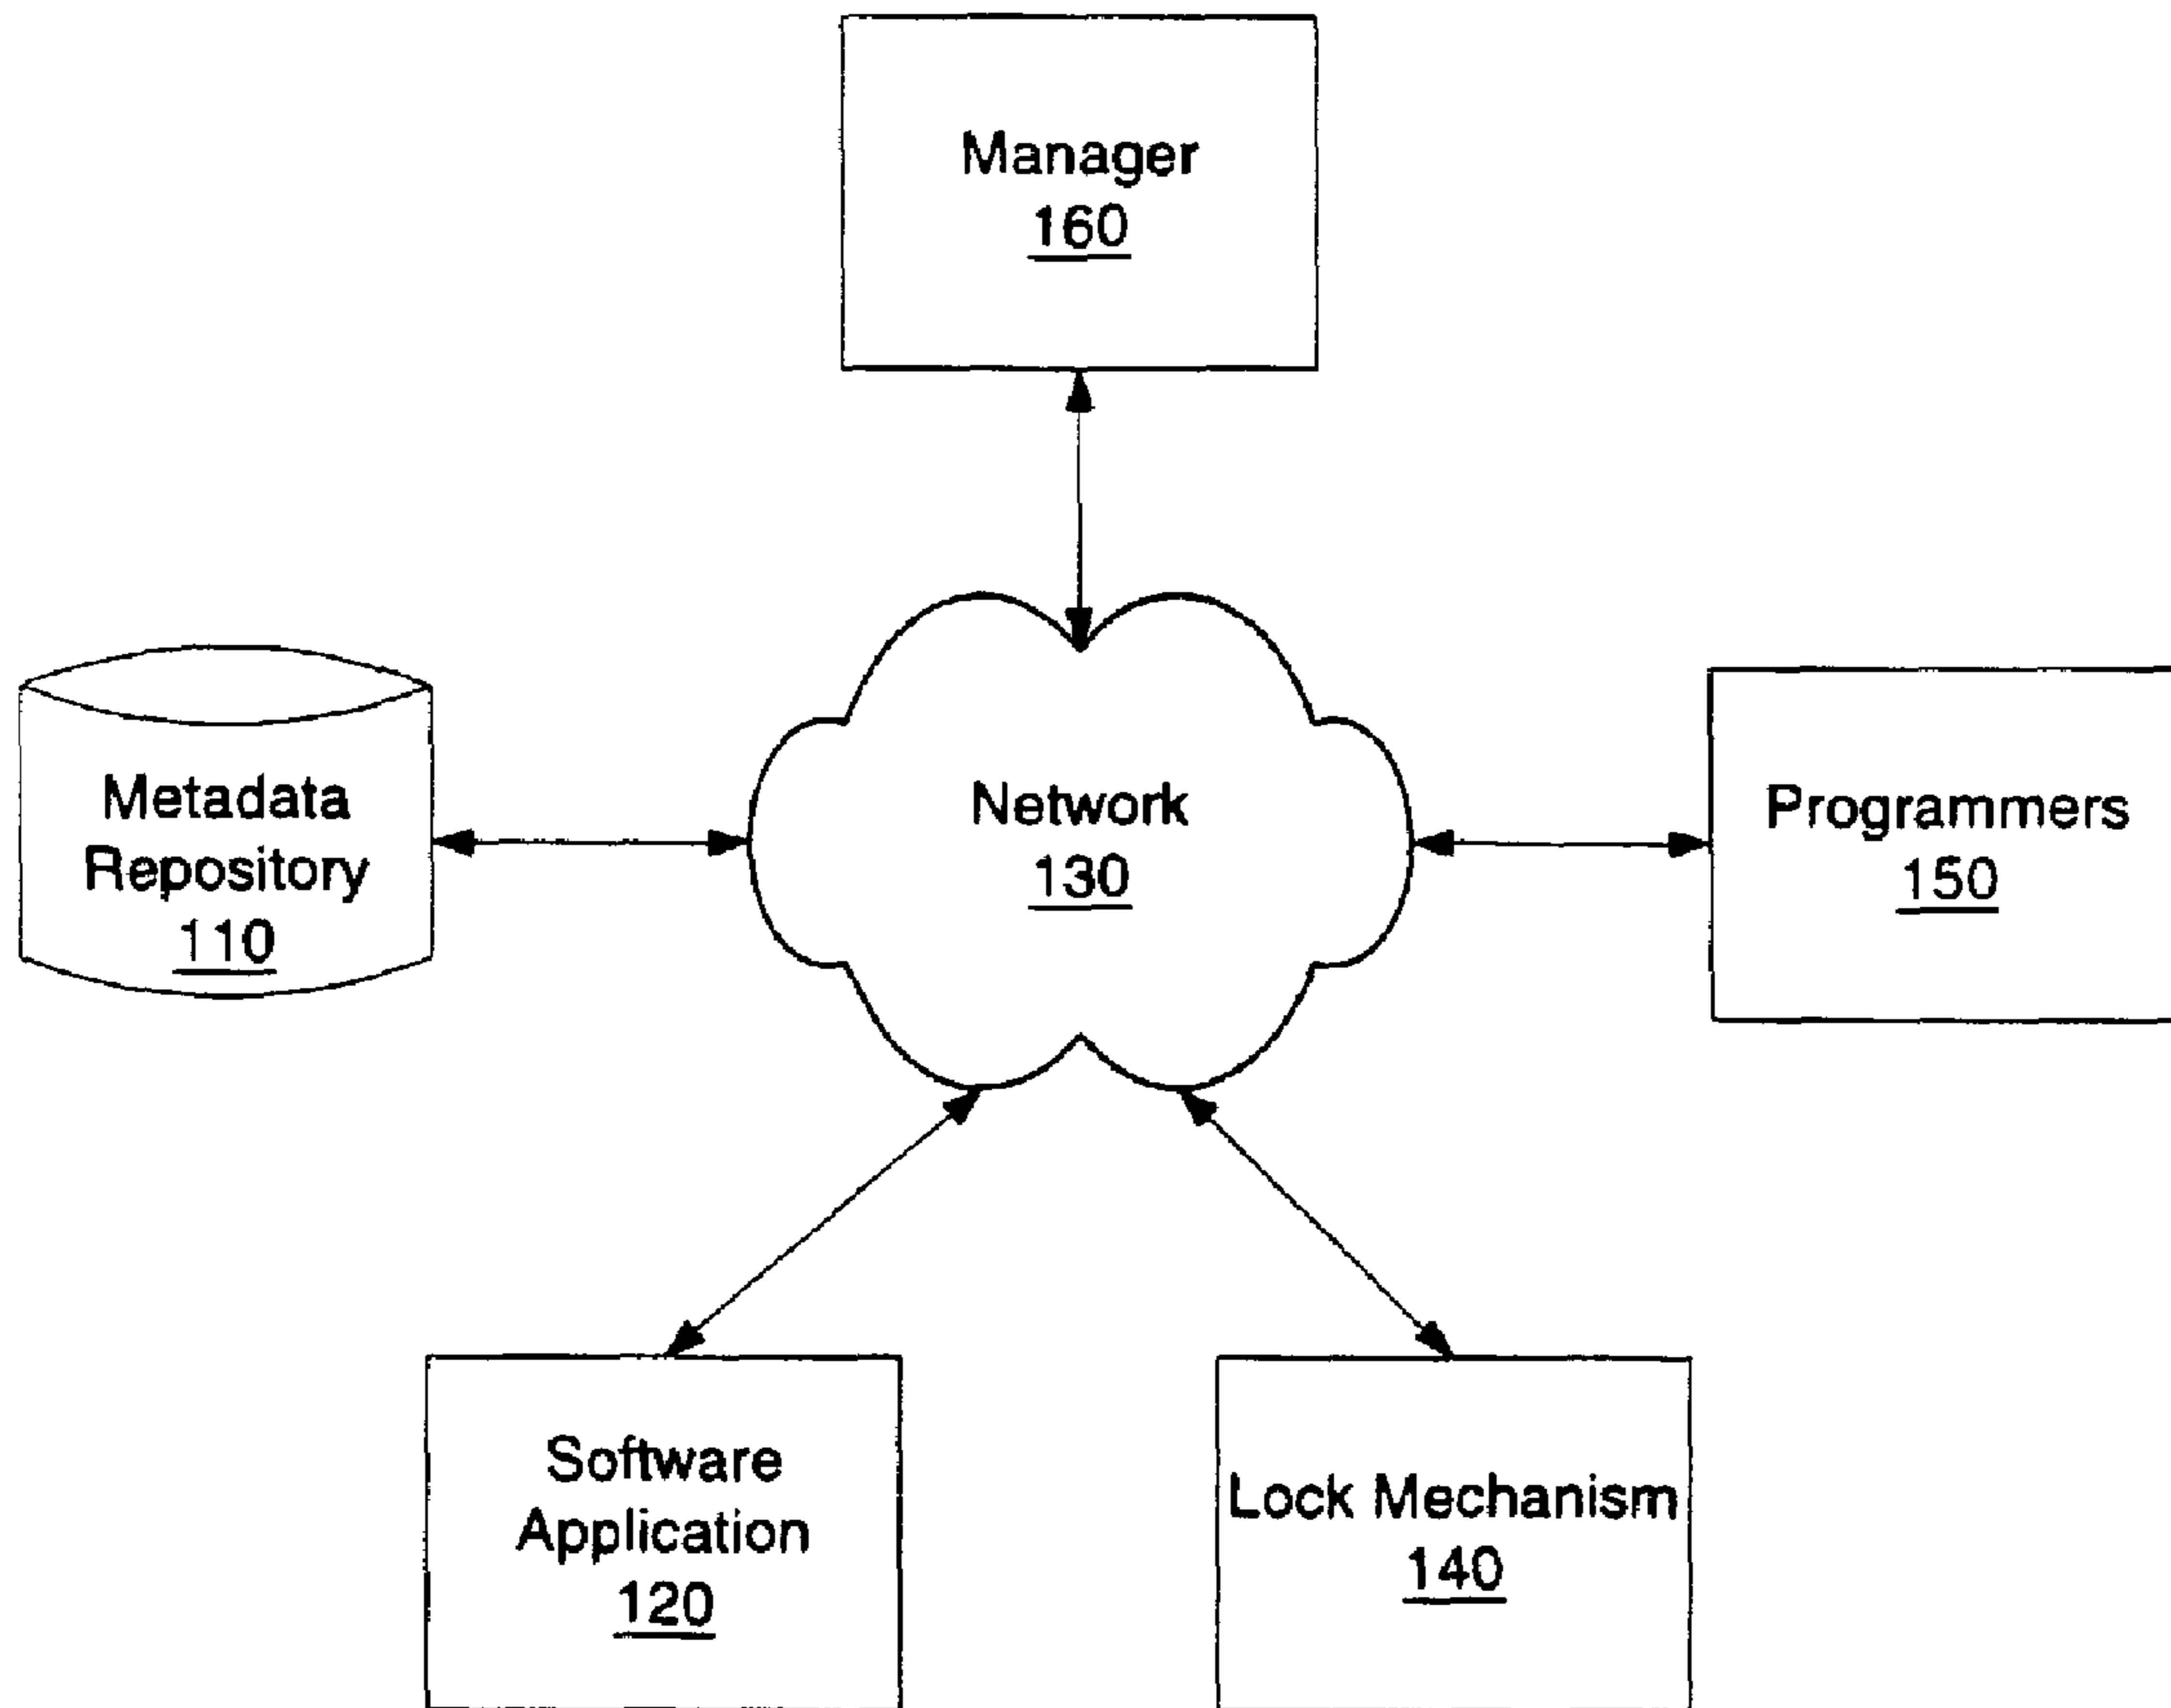 Manager
160
Metadata
Repository
110
Network
130
Programmers
150
Software
Application
120
Lock Mechanism
140